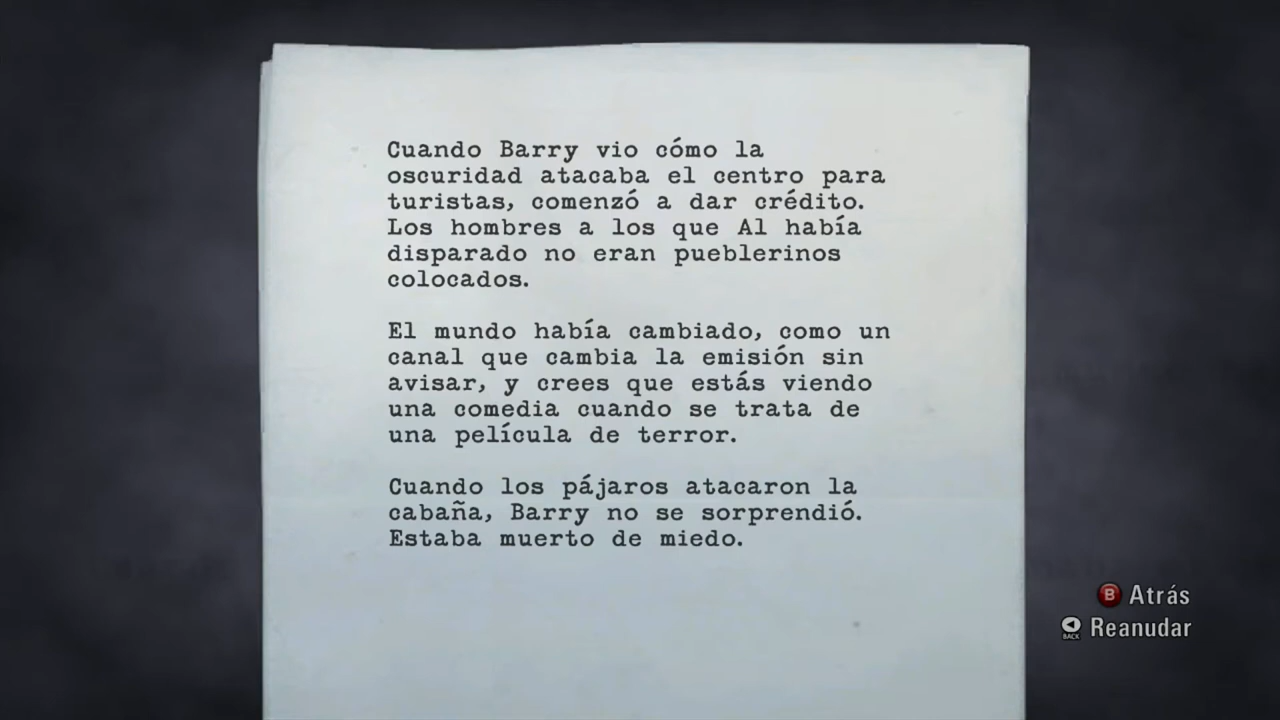 Cuando Barry vio cómo la
oscuridad atacaba el centro para
turistas, comenzó a dar crédito.
Los hombres a los que Al había
disparado no eran pueblerinos
colocados.
El mundo había cambiado, como un
canal que cambia la emisión sin
avisar, y crees que estás viendo
una comedia cuando se trata de
una película de terror.
Cuando los pájaros atacaron la
cabaña, Barry no se sorprendió.
Estaba muerto de miedo.
B Atrás
BACK Reanudar